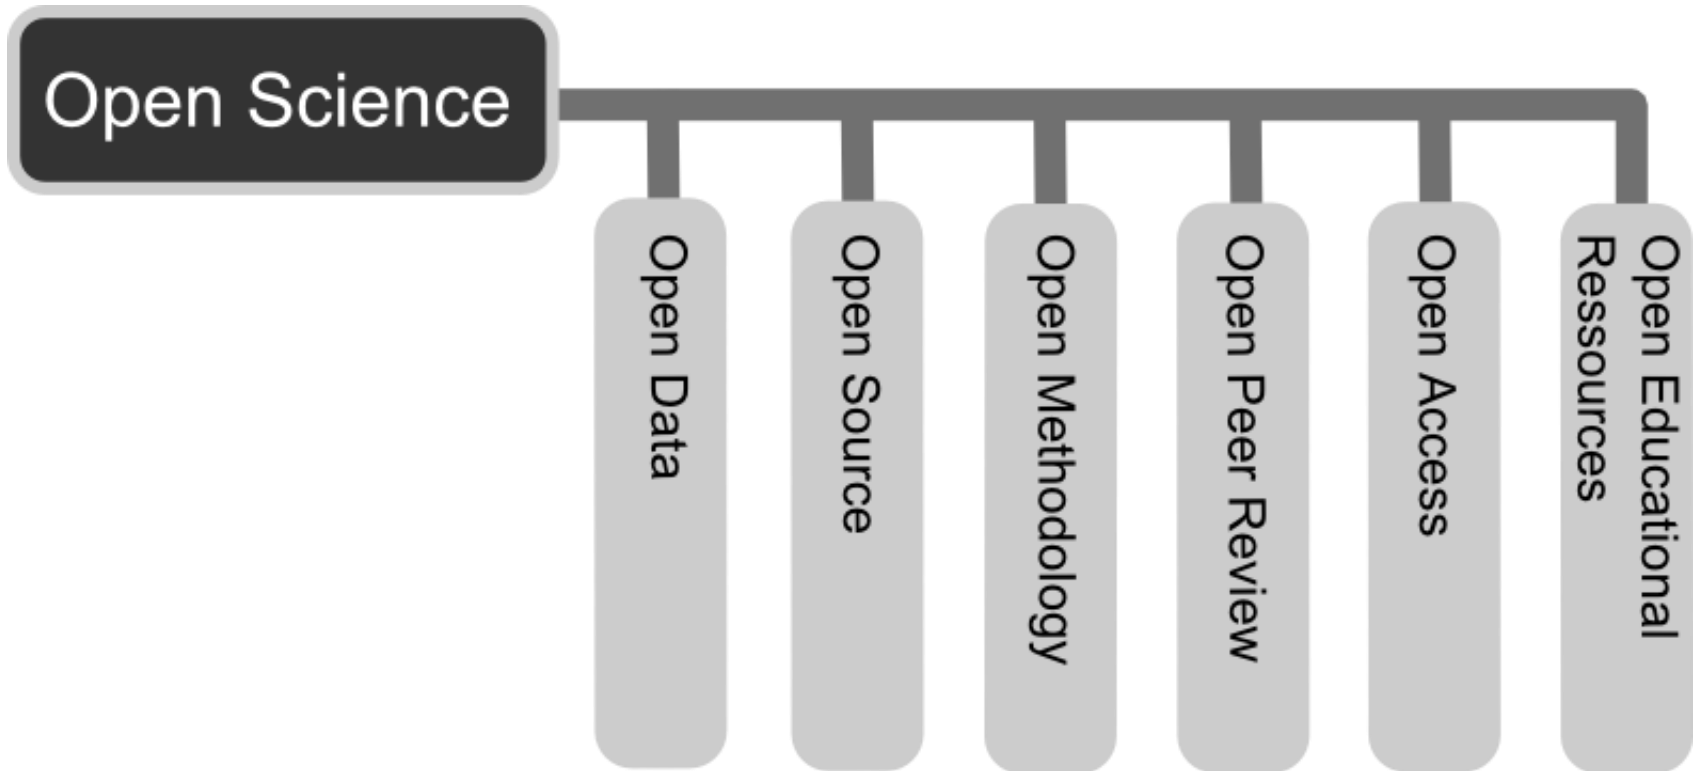 Open Science
Open Data
Open Source
Open Methodology
Open Peer Review
Open Access
Open Educational
Ressources